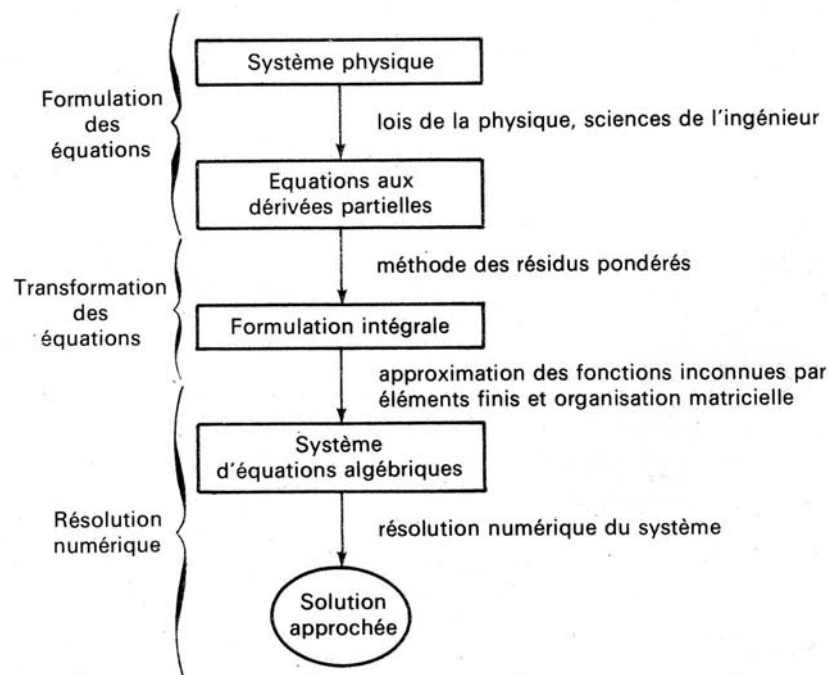 Système physique
Formulation
des
équations
lois de la physique, sciences de l'ingénieur
Equations aux
dérivées partielles
méthode des résidus pondérés
Transformation
des
équations
Formulation intégrale
approximation des fonctions inconnues par
éléments finis et organisation matricielle
Système
d'équations algébriques
Résolution
numérique
résolution numérique du système
Solution
approchée